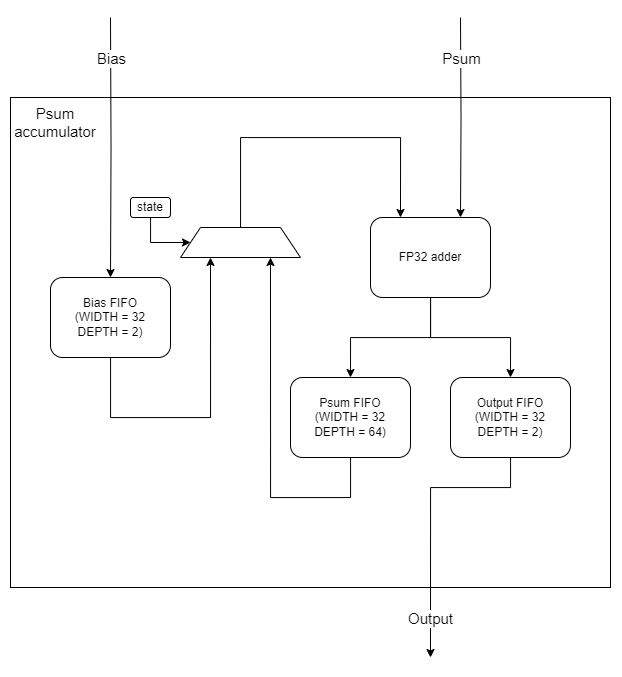 Bias
Psum
Psum
accumulator
state
FP32 adder
Bias FIFO
(WIDTH = 32
DEPTH = 2)
Psum FIFO
(WIDTH = 32
DEPTH = 64)
Output FIFO
(WIDTH = 32
DEPTH = 2)
Output